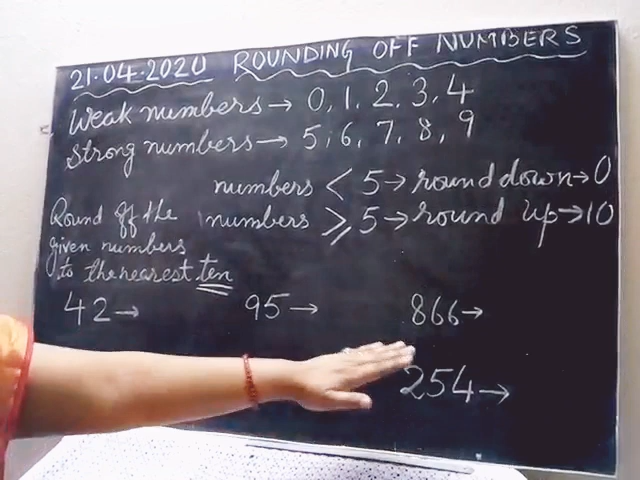 21.04.2020 ROUNDING OFF NUMBERS
Weak numbers → 0, 1, 2, 3, 4
Strong numbers → 5, 6, 7, 8, 9
numbers < 5 → round down → 0
numbers ≥ 5 → round up → 10
Round off the
given numbers
to the nearest ten
42 →
95 →
866 →
254 →